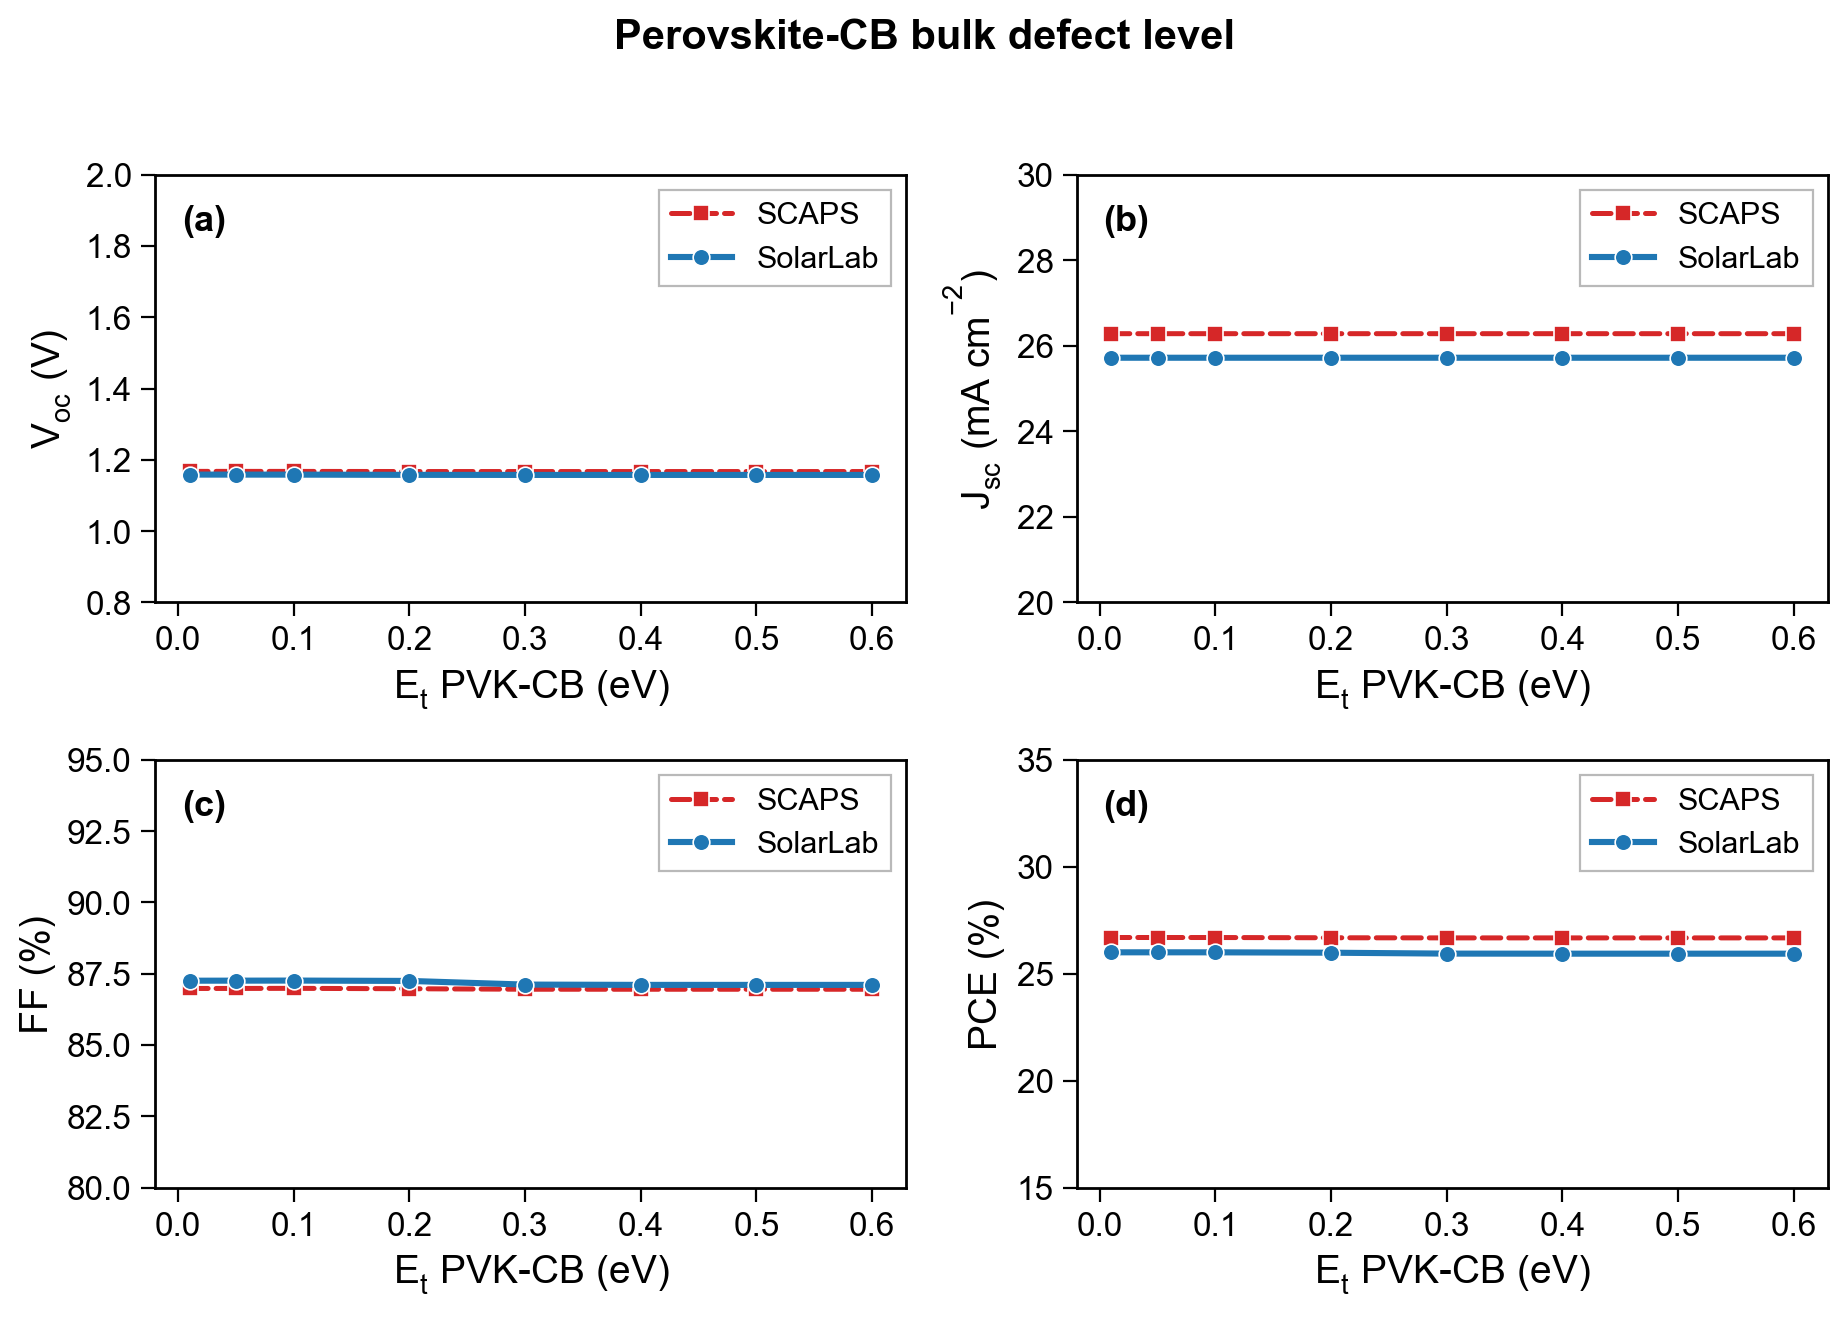 Perovskite-CB bulk defect level
(a)
SCAPS
SolarLab
2.0
1.8
1.6
1.4
1.2
1.0
0.8
V_oc (V)
0.0 0.1 0.2 0.3 0.4 0.5 0.6
E_t PVK-CB (eV)
(b)
SCAPS
SolarLab
30
28
26
24
22
20
J_sc (mA cm^−2)
0.0 0.1 0.2 0.3 0.4 0.5 0.6
E_t PVK-CB (eV)
(c)
SCAPS
SolarLab
95.0
92.5
90.0
87.5
85.0
82.5
80.0
FF (%)
0.0 0.1 0.2 0.3 0.4 0.5 0.6
E_t PVK-CB (eV)
(d)
SCAPS
SolarLab
35
30
25
20
15
PCE (%)
0.0 0.1 0.2 0.3 0.4 0.5 0.6
E_t PVK-CB (eV)